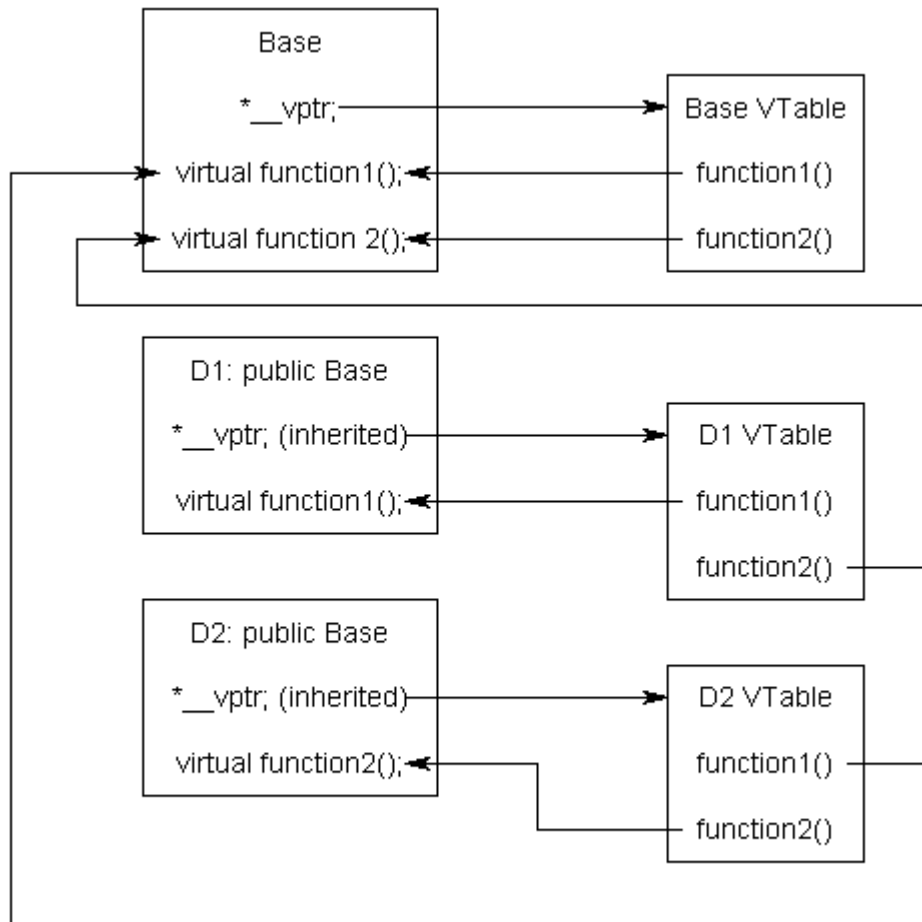 Base
*__vptr;
virtual function1();
virtual function 2();
Base VTable
function1()
function2()
D1: public Base
*__vptr; (inherited)
virtual function1();
D1 VTable
function1()
function2()
D2: public Base
*__vptr; (inherited)
virtual function2();
D2 VTable
function1()
function2()